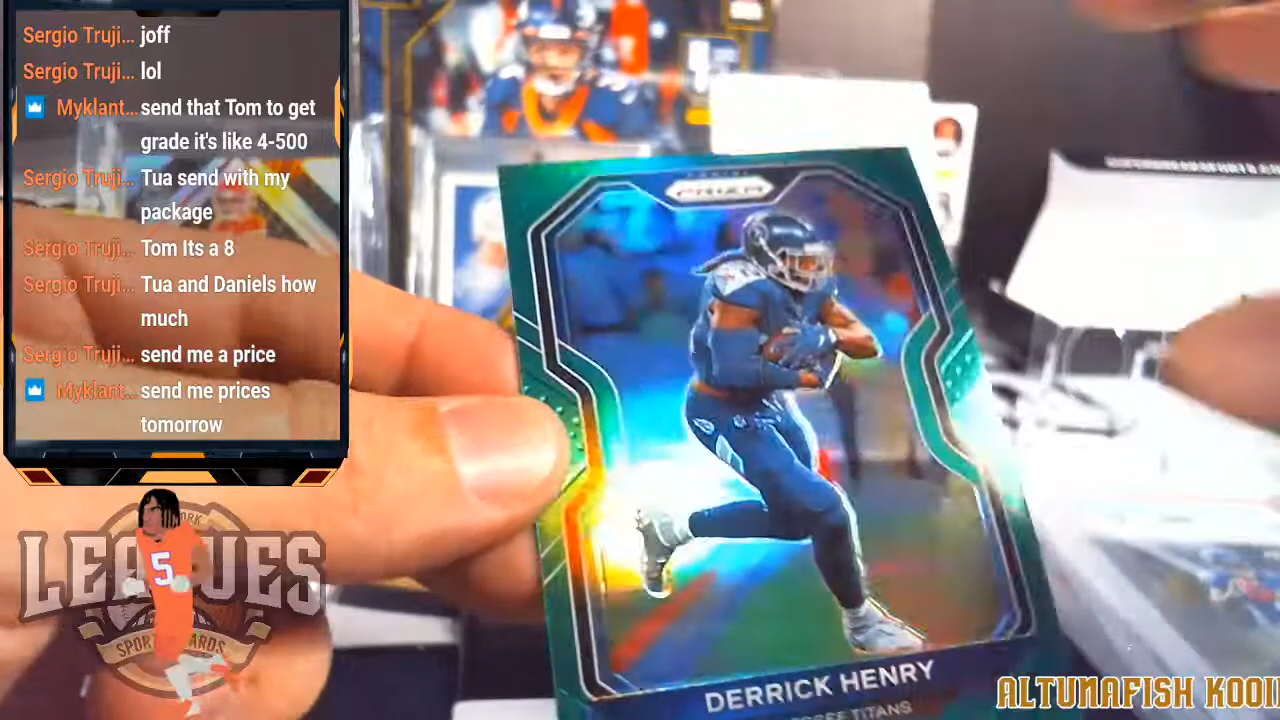 Sergio Truji... joff
Sergio Truji... lol
Myklant... send that Tom to get
grade it's like 4-500
Sergio Truji... Tua send with my
package
Sergio Truji... Tom Its a 8
Sergio Truji... Tua and Daniels how
much
Sergio Truji... send me a price
Myklant... send me prices
tomorrow
LEAGUES
SPORT CARDS
5
PANINI
PRIZM
DERRICK HENRY
TITANS
ALTUNAFISH KOOI